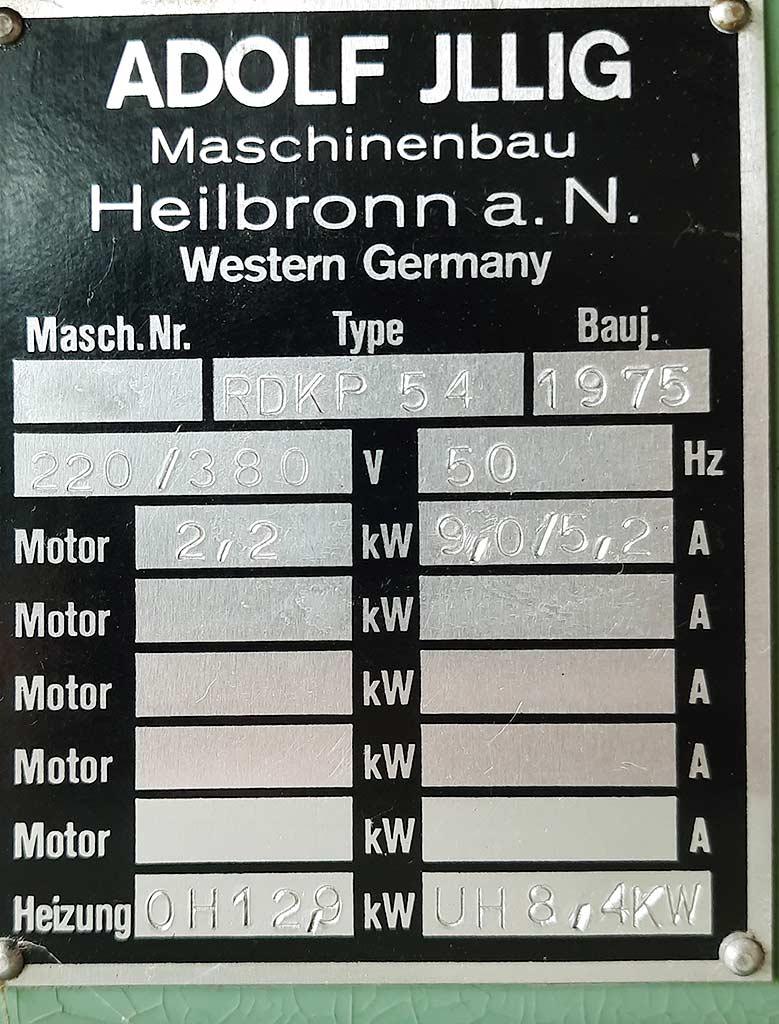 ADOLF JLLIG
Maschinenbau
Heilbronn a. N.
Western Germany
Masch. Nr. Type Bauj.
RDKP 54 1975
220/380 V 50 Hz
Motor 2,2 kW 9,0/5,2 A
Motor kW A
Motor kW A
Motor kW A
Motor kW A
Heizung OH12,9 kW UH 8,4KW